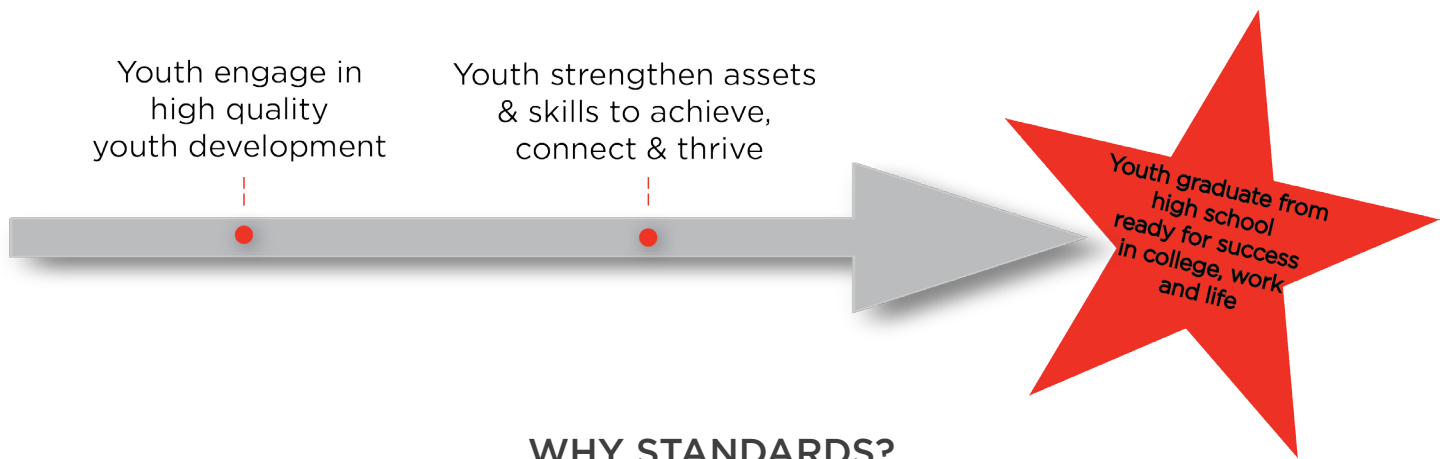 Youth engage in
high quality
youth development
Youth strengthen assets
& skills to achieve,
connect & thrive
Youth graduate from
high school
ready for success
in college, work
and life
WHY STANDARDS?